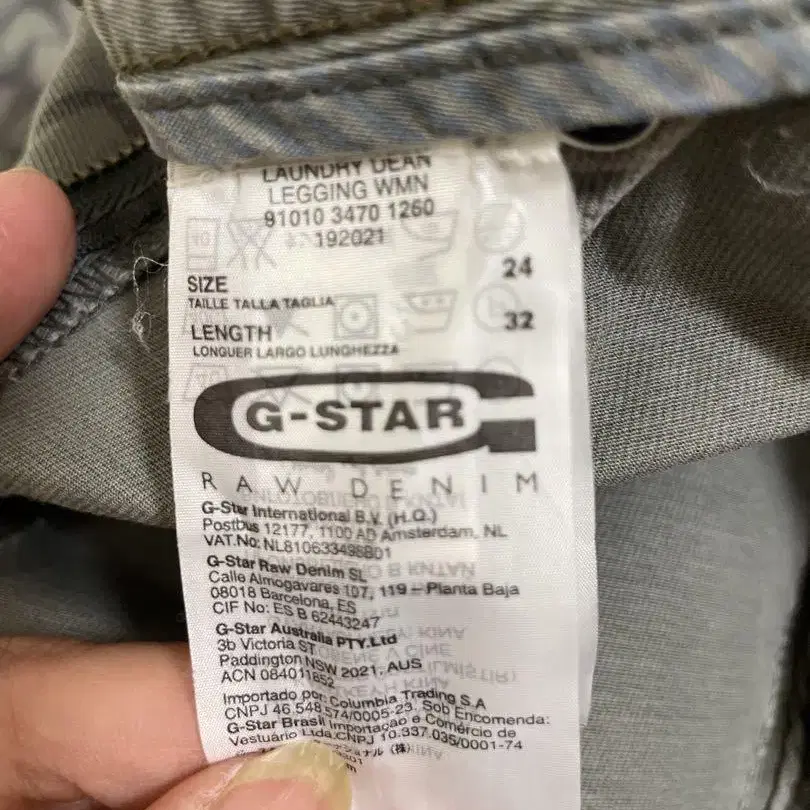 LAUNDRY DEAN
LEGGING WMN
91010 3470 1260
192021
SIZE 24
TAILLE TALLA TAGLIA
LENGTH 32
LONGUER LARGO LUNGHEZZA
G-STAR
RAW DENIM
G-Star International B.V. (H.Q.)
Postbus 12177, 1100 AD Amsterdam, NL
VAT.No: NL810633498B01
G-Star Raw Denim SL
Calle Almogavares 107, 119 – Planta Baja
08018 Barcelona, ES
CIF No: ES B 62443247
G-Star Australia PTY.Ltd
3b Victoria ST
Paddington NSW 2021, AUS
ACN 084011852
Importado por: Columbia Trading S.A
CNPJ 46.548.574/0005-23. Sob Encomenda:
G-Star Brasil Importação e Comércio de
Vestuário Ltda.CNPJ 10.337.035/0001-74